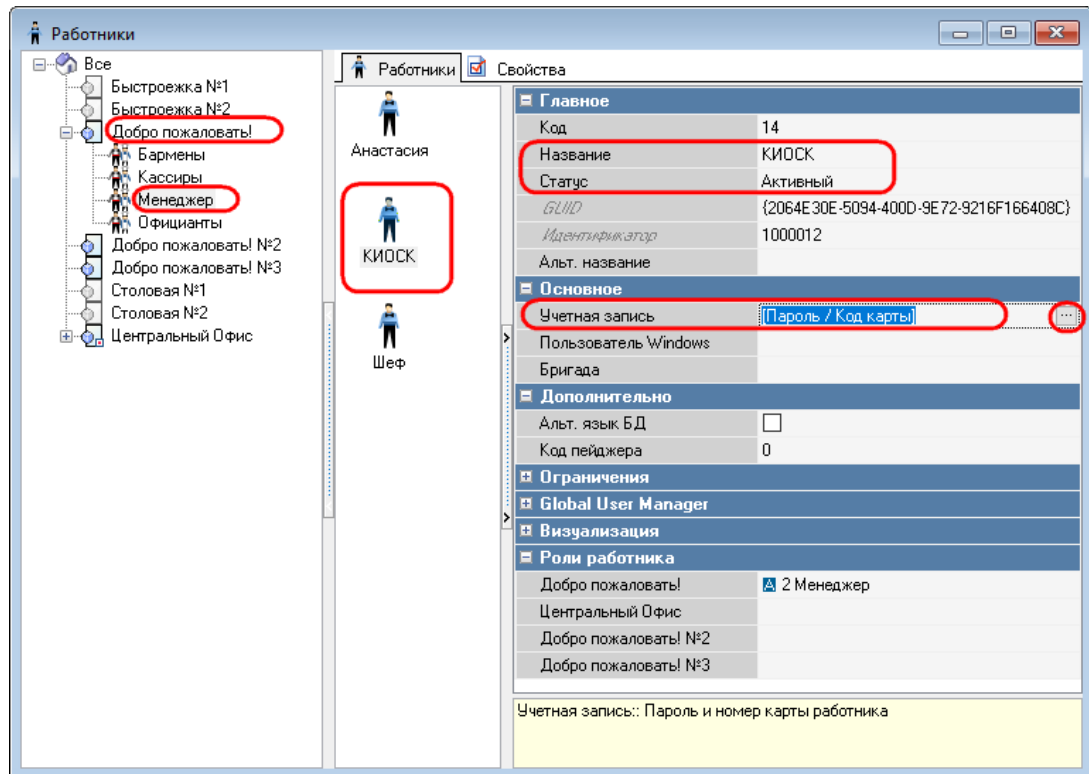 Работники
Все
Быстроежка №1
Быстроежка №2
Добро пожаловать!
Бармены
Кассиры
Менеджер
Официанты
Добро пожаловать! №2
Добро пожаловать! №3
Столовая №1
Столовая №2
Центральный Офис
Работники Свойства
Анастасия
КИОСК
Шеф
Главное
Код 14
Название КИОСК
Статус Активный
GUID {2064E30E-5094-400D-9E72-9216F166408C}
Идентификатор 1000012
Альт. название
Основное
Учетная запись [Пароль / Код карты] ...
Пользователь Windows
Бригада
Дополнительно
Альт. язык БД
Код пейджера 0
Ограничения
Global User Manager
Визуализация
Роли работника
Добро пожаловать! A 2 Менеджер
Центральный Офис
Добро пожаловать! №2
Добро пожаловать! №3
Учетная запись:: Пароль и номер карты работника